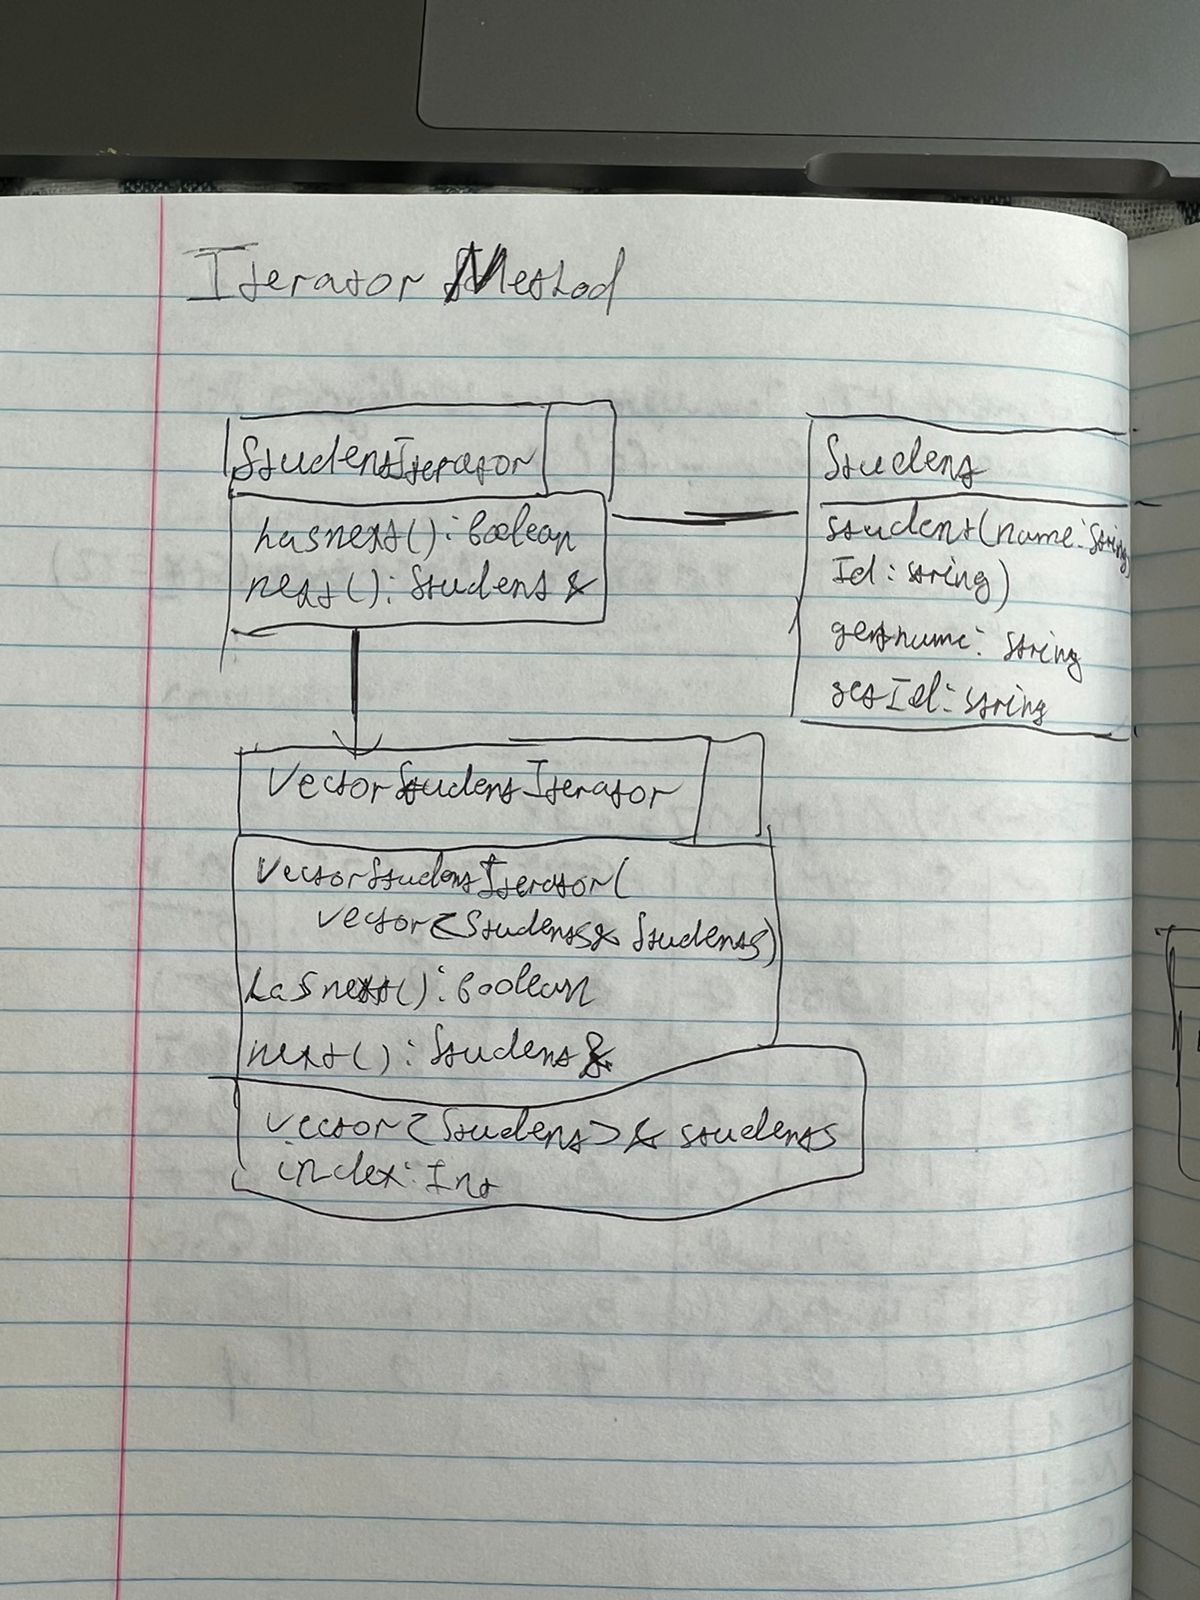 Iterator Method
StudentIterator
hasnext(): boolean
next(): Student &
Student
student(name: String,
Id: string)
getname: string
getId: string
VectorStudentIterator
VectorStudentIterator(
vector<Students& Students)
hasnext(): boolean
next(): Student &
vector<Student>& students
index: Int